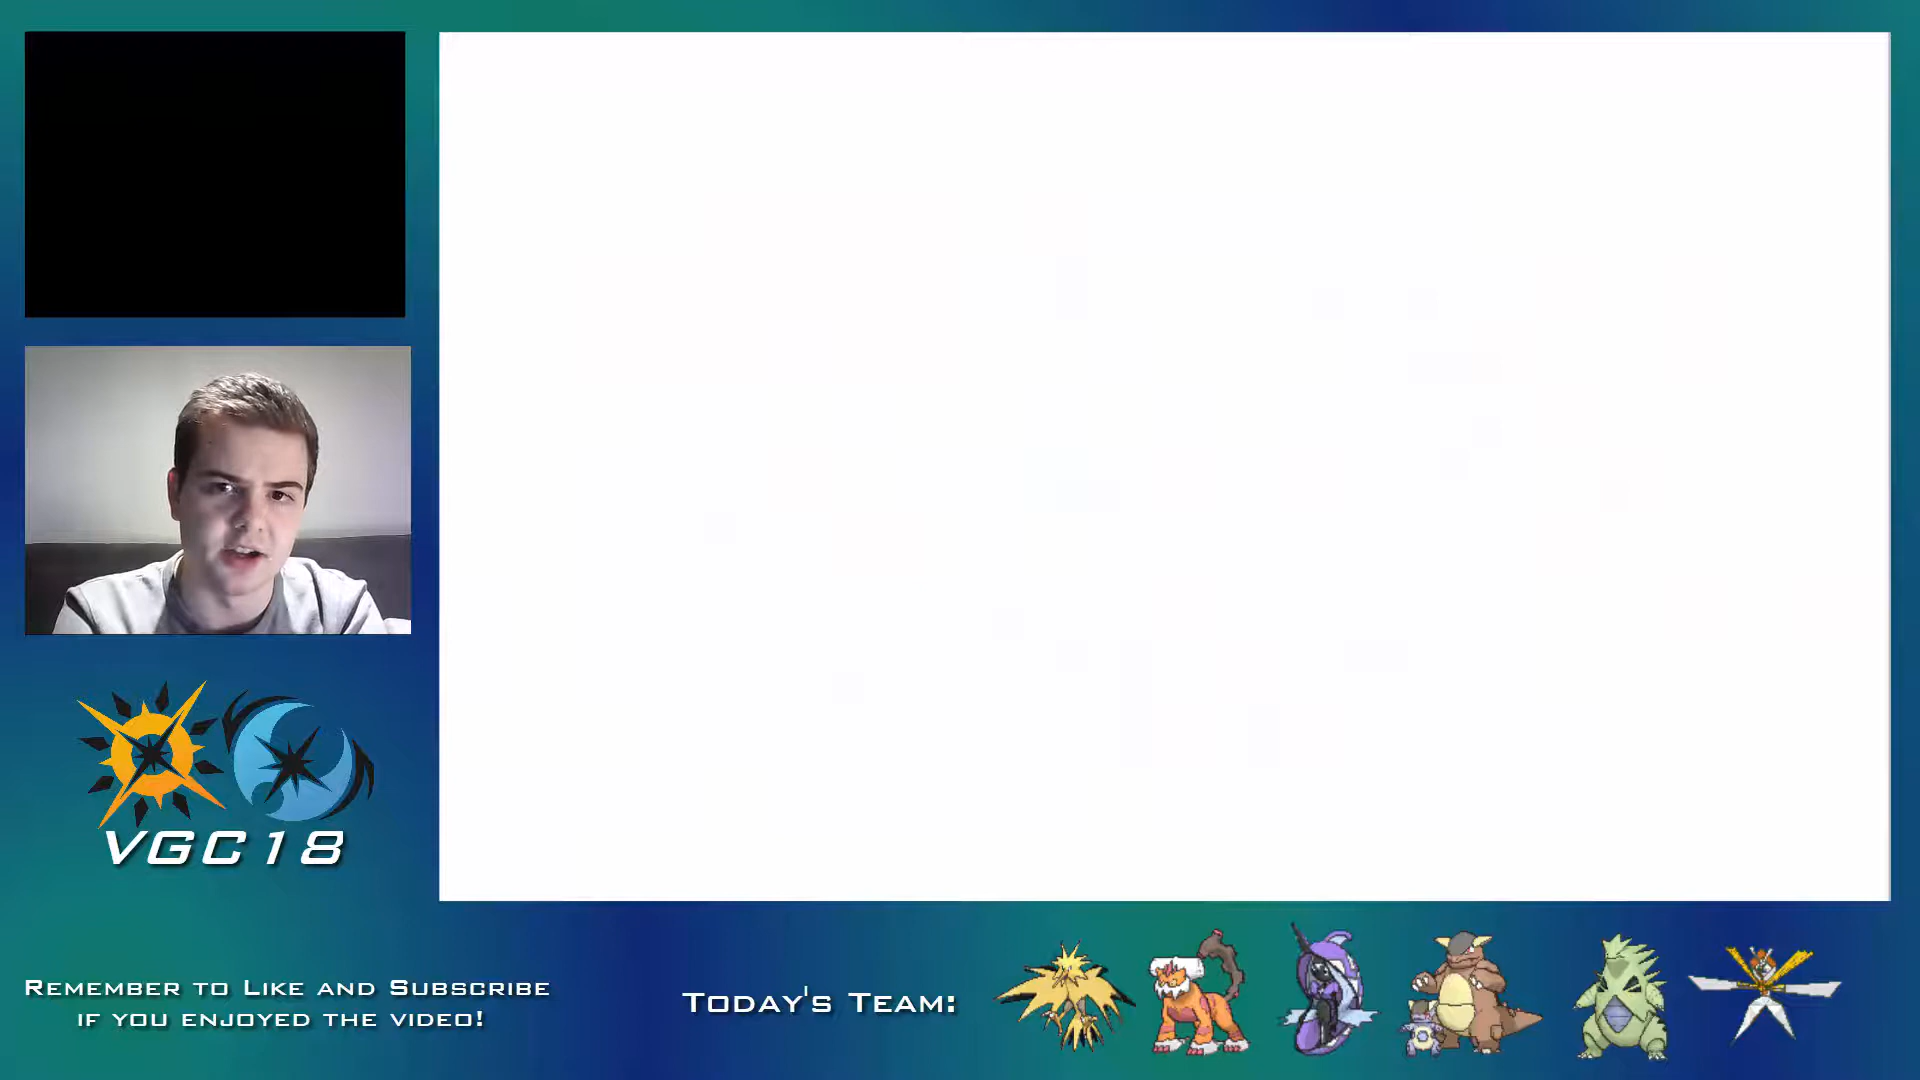 VGC18
Remember to Like and Subscribe
if you enjoyed the video!
Today's Team: